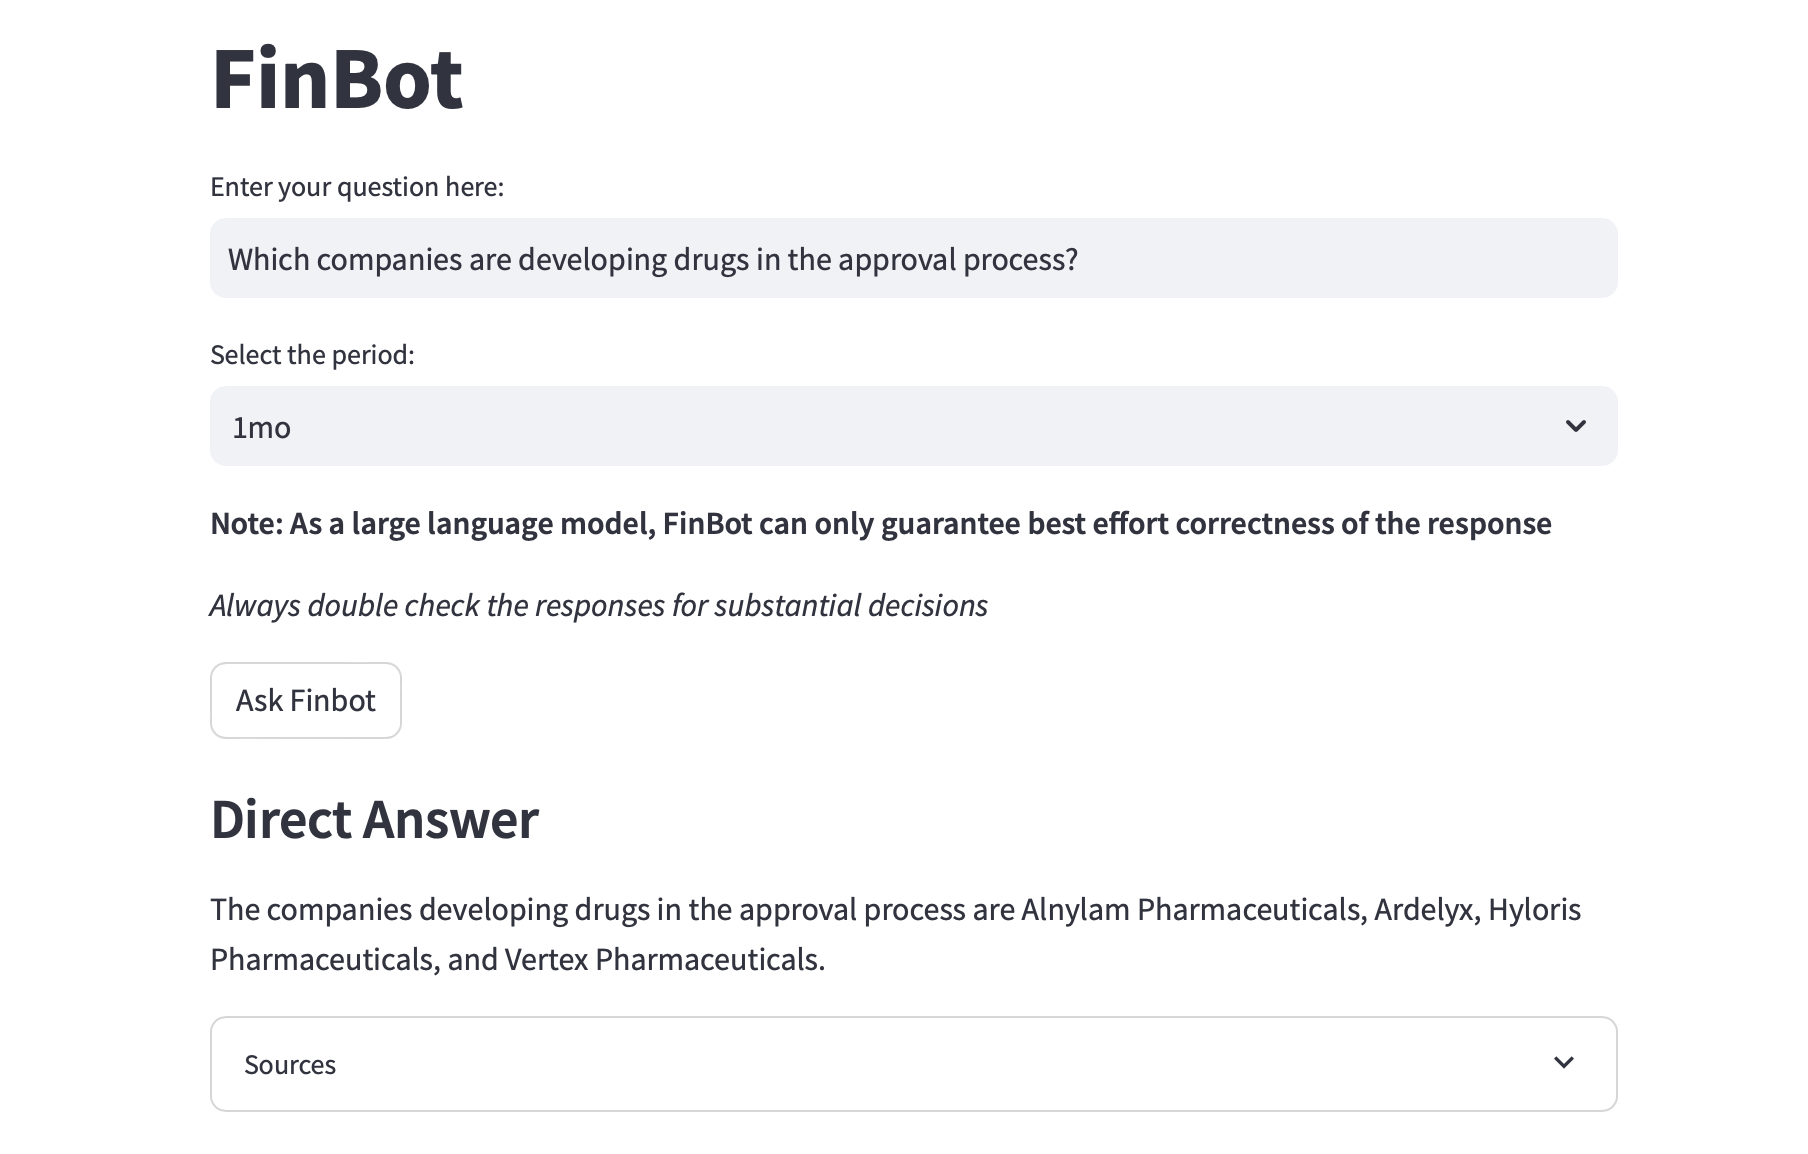 FinBot
Enter your question here:
Which companies are developing drugs in the approval process?
Select the period:
1mo
Note: As a large language model, FinBot can only guarantee best effort correctness of the response
Always double check the responses for substantial decisions
Ask Finbot
Direct Answer
The companies developing drugs in the approval process are Alnylam Pharmaceuticals, Ardelyx, Hyloris
Pharmaceuticals, and Vertex Pharmaceuticals.
Sources